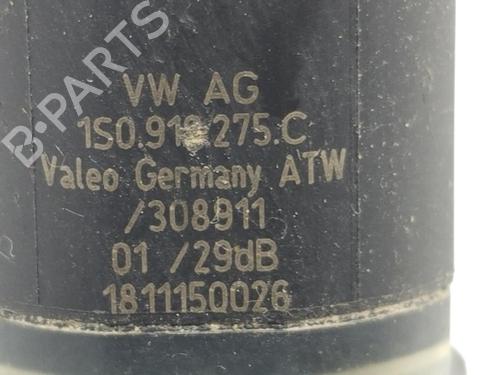 B-PARTS
VW AG
1S0.919.275.C
Valeo Germany ATW
/308911
01 /29dB
1811150026